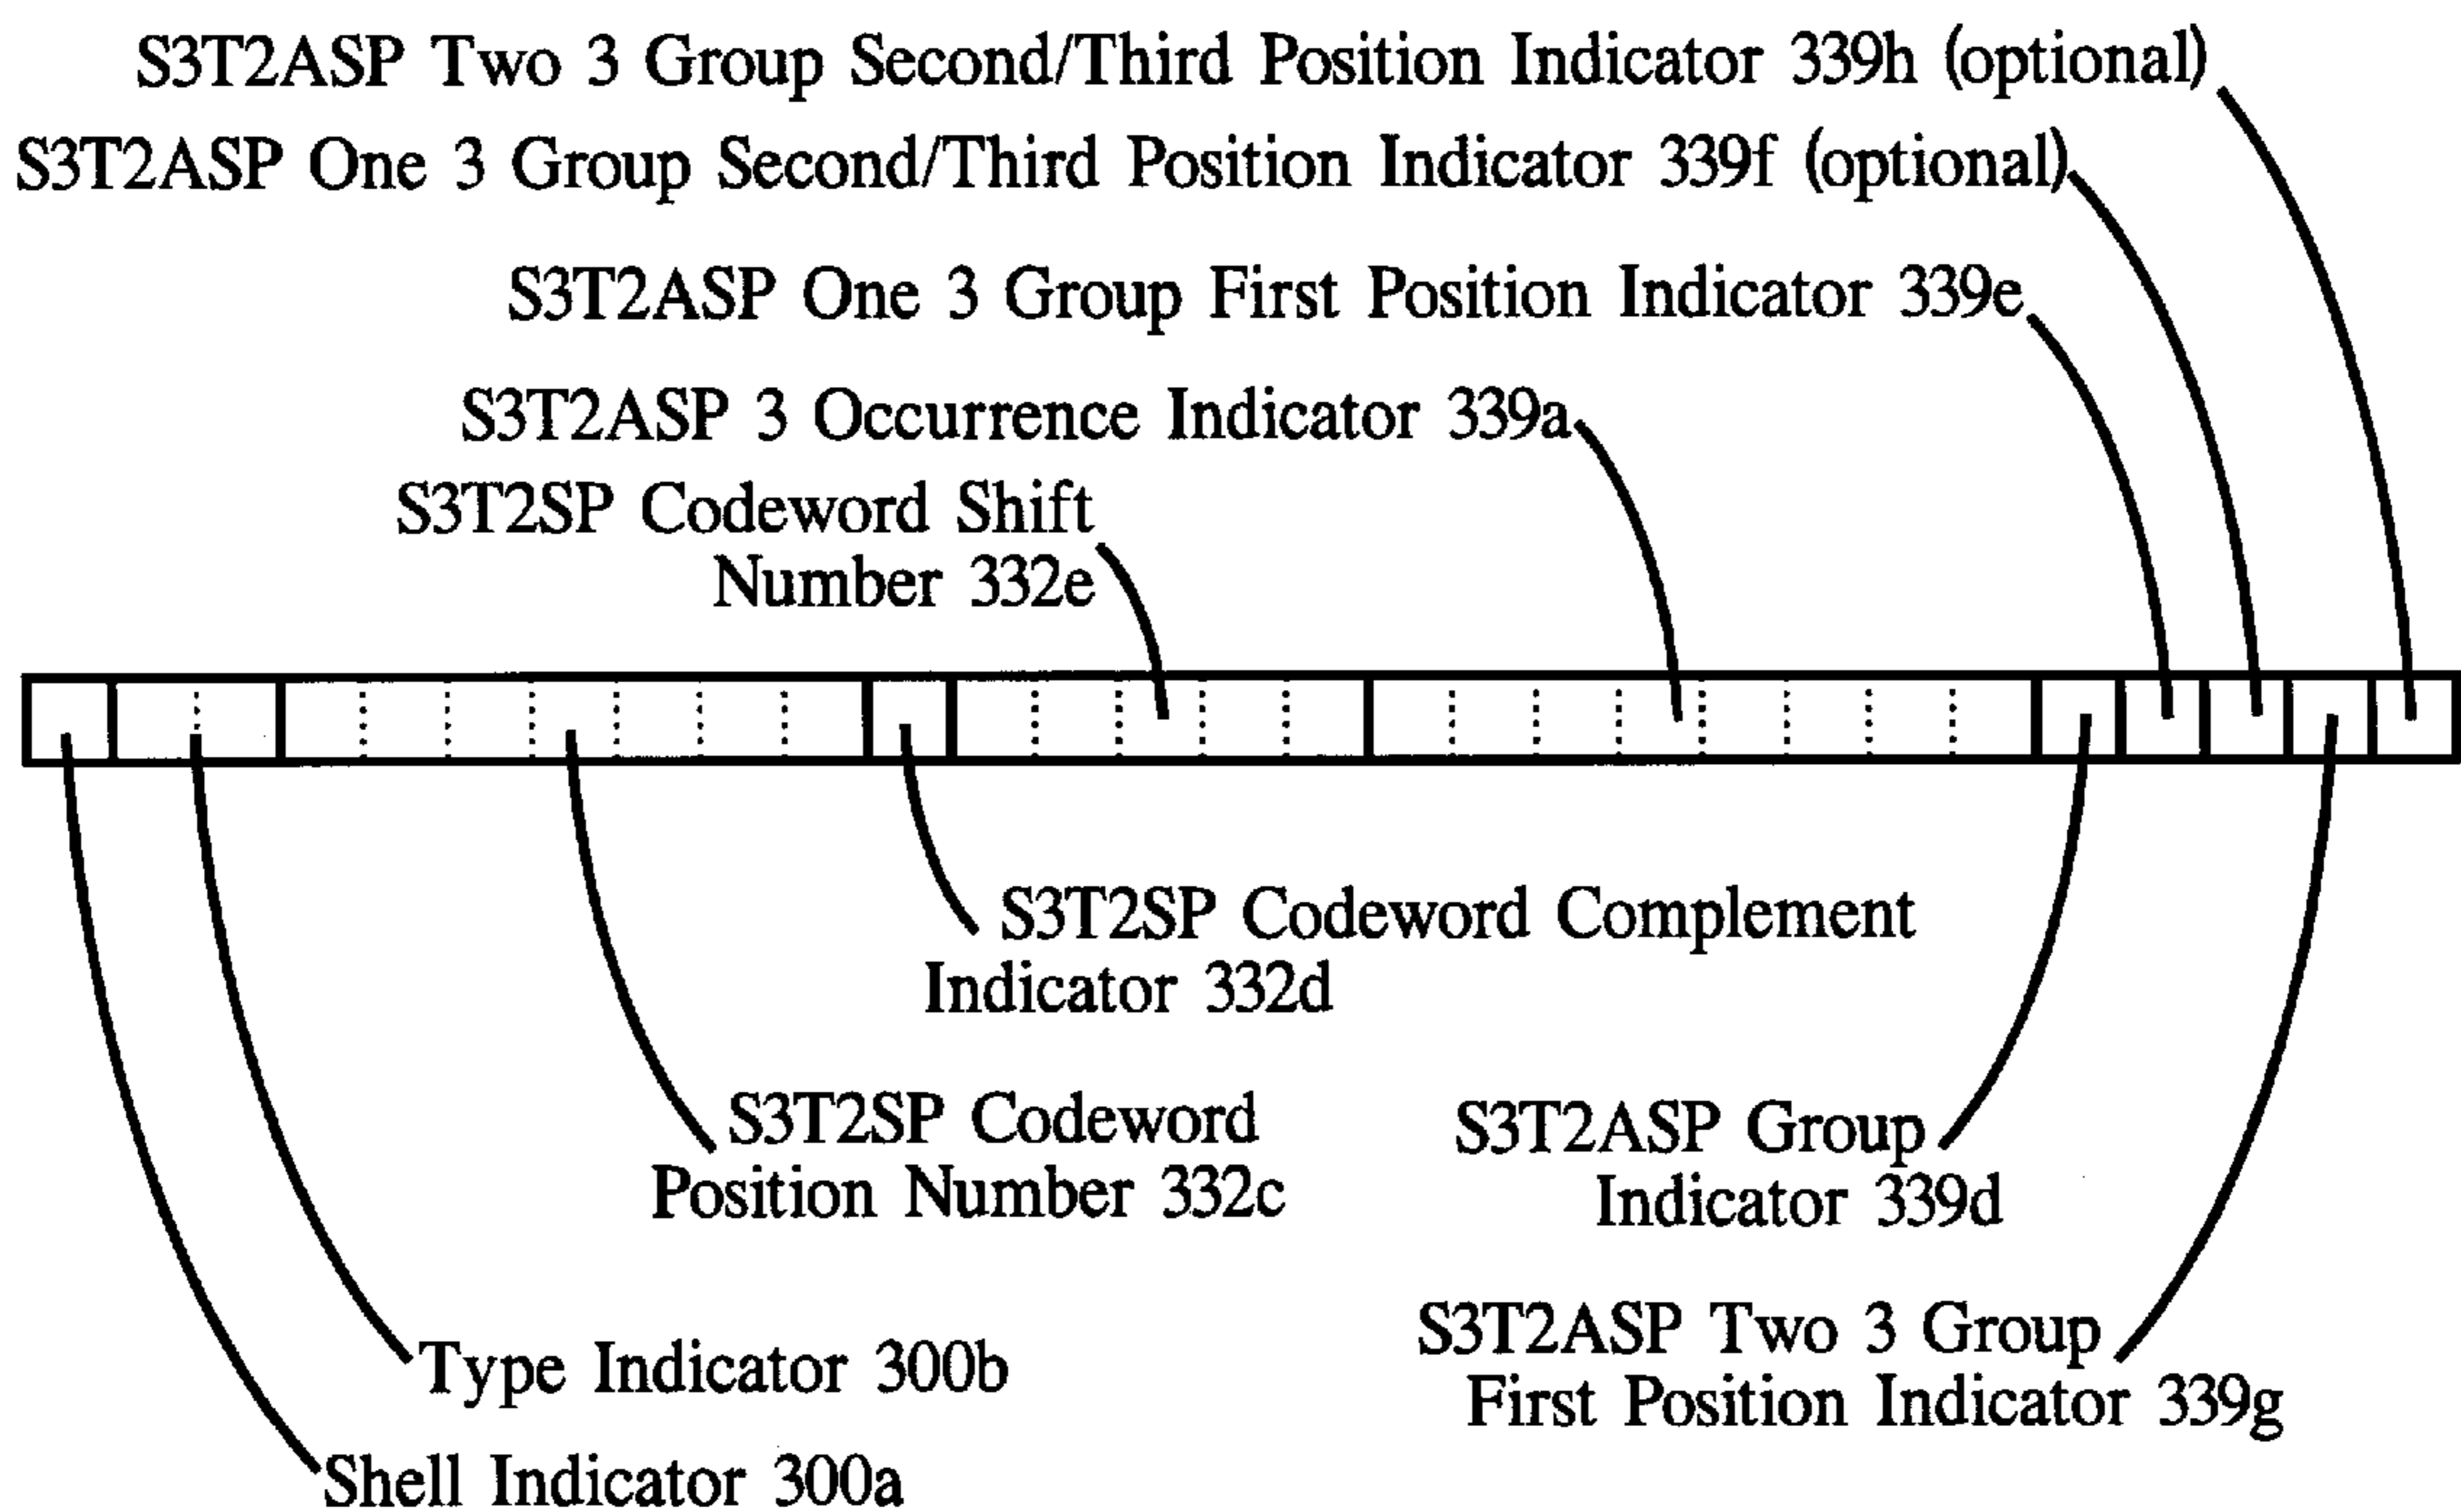 S3T2ASP Two 3 Group Second/Third Position Indicator 339h (optional)
S3T2ASP One 3 Group Second/Third Position Indicator 339f (optional)
S3T2ASP One 3 Group First Position Indicator 339e
S3T2ASP 3 Occurrence Indicator 339a
S3T2SP Codeword Shift
Number 332e
S3T2SP Codeword Complement
Indicator 332d
S3T2SP Codeword
Position Number 332c
S3T2ASP Group
Indicator 339d
S3T2ASP Two 3 Group
First Position Indicator 339g
Type Indicator 300b
Shell Indicator 300a